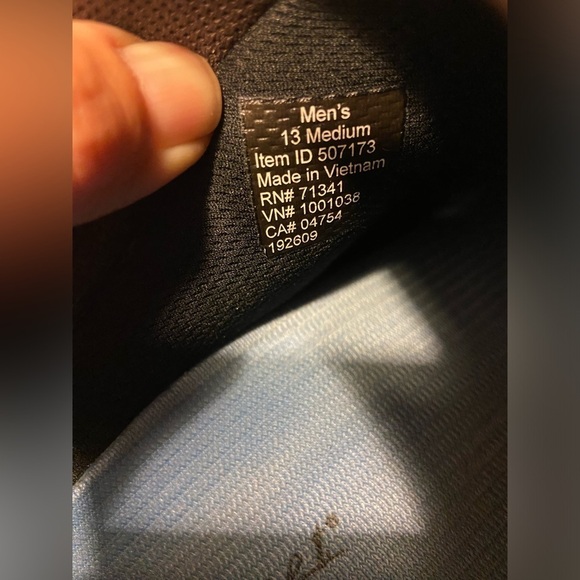 Men's
13 Medium
Item ID 507173
Made in Vietnam
RN# 71341
VN# 1001038
CA# 04754
192609